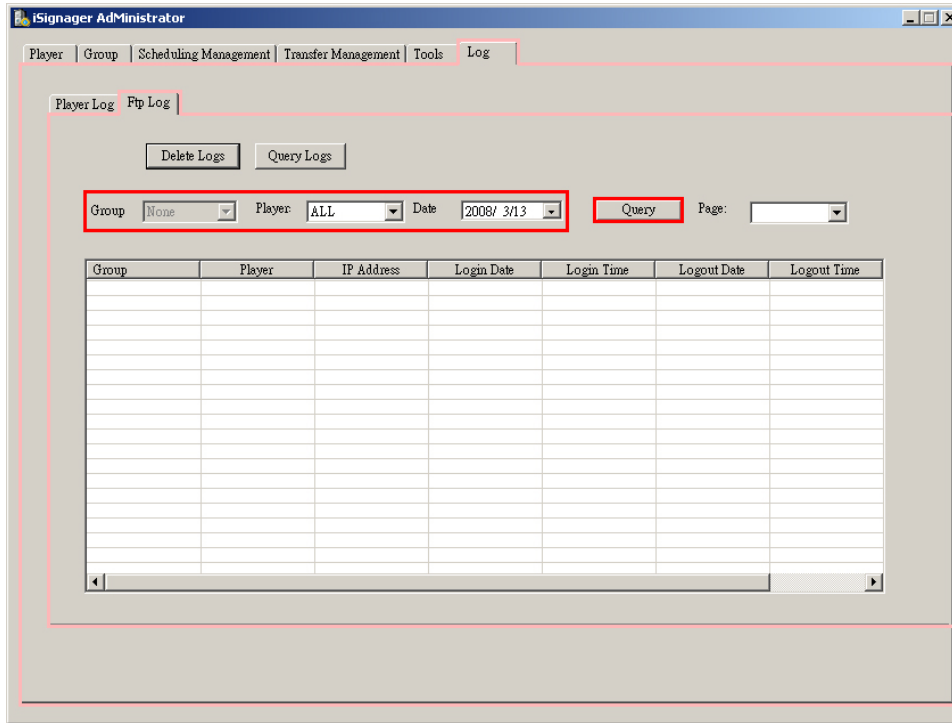 iSignager AdMinistrator
Player Group Scheduling Management Transfer Management Tools Log
Player Log Ftp Log
Delete Logs Query Logs
Group None Player: ALL Date 2008/ 3/13 Query Page:
Group Player IP Address Login Date Login Time Logout Date Logout Time